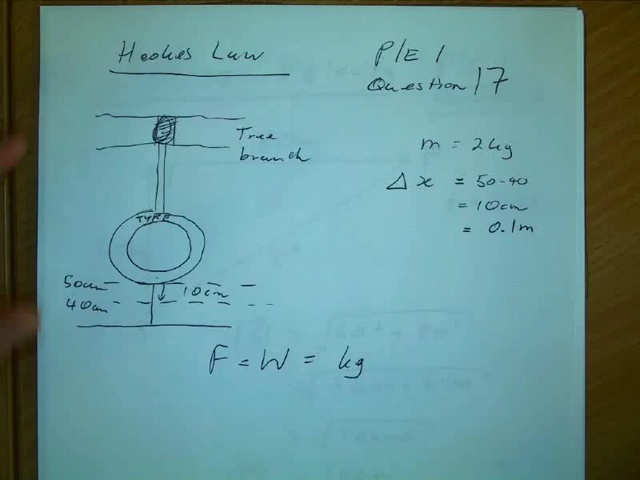 Hookes Law
P/E 1
Question 17
Tree
branch
m = 2kg
Δx = 50-40
= 10cm
= 0.1m
TYRE
50cm
10cm
40cm
F = W = kg